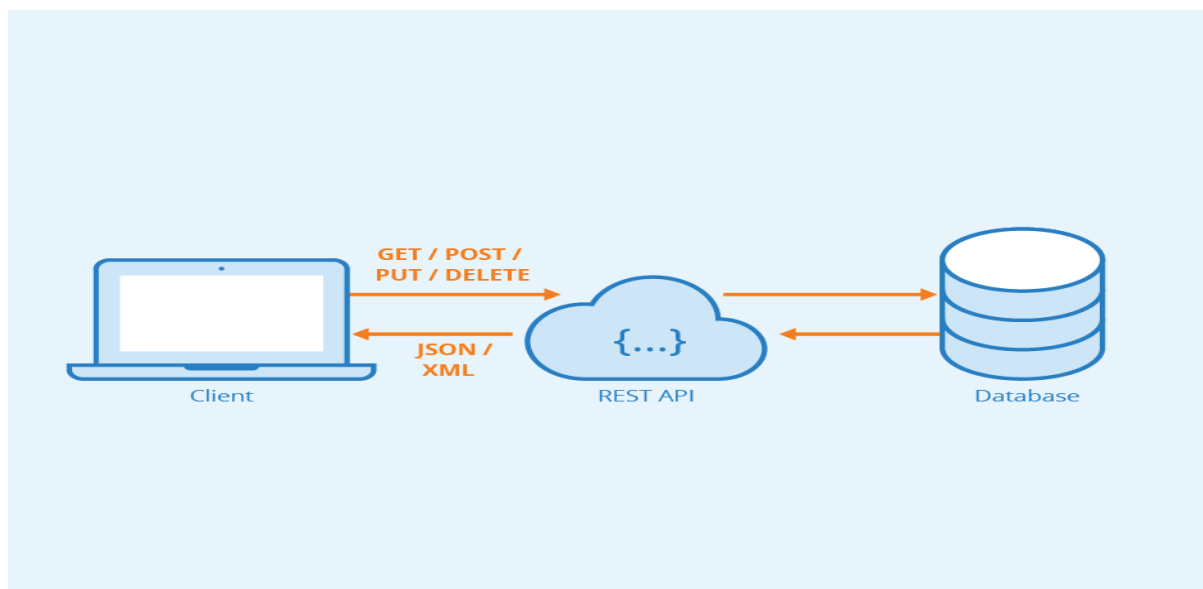 GET / POST /
PUT / DELETE
JSON /
XML
{...}
Client
REST API
Database